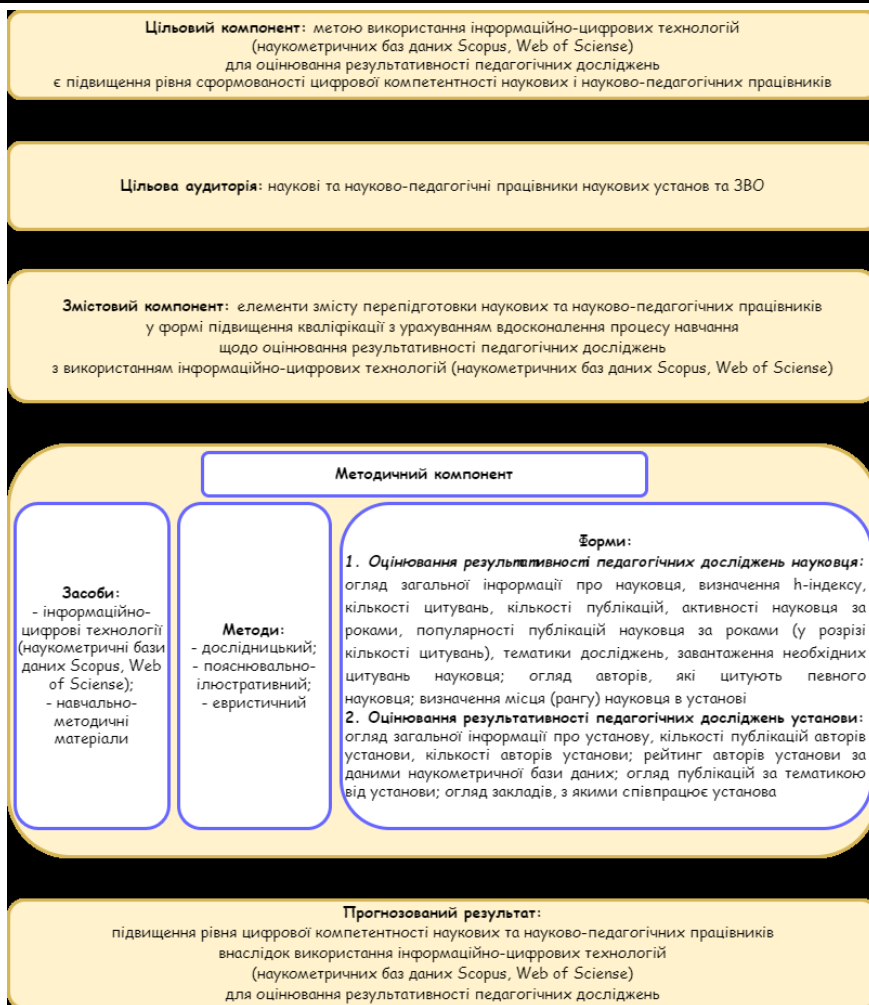 Цільовий компонент: метою використання інформаційно-цифрових технологій
(наукометричних баз даних Scopus, Web of Sciense)
для оцінювання результативності педагогічних досліджень
є підвищення рівня сформованості цифрової компетентності наукових і науково-педагогічних працівників
Цільова аудиторія: наукові та науково-педагогічні працівники наукових установ та ЗВО
Змістовий компонент: елементи змісту перепідготовки наукових та науково-педагогічних працівників
у формі підвищення кваліфікації з урахуванням вдосконалення процесу навчання
щодо оцінювання результативності педагогічних досліджень
з використанням інформаційно-цифрових технологій (наукометричних баз даних Scopus, Web of Sciense)
Методичний компонент
Засоби:
- інформаційно-
цифрові технології
(наукометричні бази
даних Scopus, Web
of Sciense);
- навчально-
методичні
матеріали
Методи:
- дослідницький;
- пояснювально-
ілюстративний;
- евристичний
Форми:
1. Оцінювання результативності педагогічних досліджень науковця:
огляд загальної інформації про науковця, визначення h-індексу,
кількості цитувань, кількості публікацій, активності науковця за
роками, популярності публікацій науковця за роками (у розрізі
кількості цитувань), тематики досліджень, завантаження необхідних
цитувань науковця; огляд авторів, які цитують певного
науковця; визначення місця (рангу) науковця в установі
2. Оцінювання результативності педагогічних досліджень установи:
огляд загальної інформації про установу, кількості публікацій авторів
установи, кількості авторів установи; рейтинг авторів установи за
даними наукометричної бази даних; огляд публікацій за тематикою
від установи; огляд закладів, з якими співпрацює установа
Прогнозований результат:
підвищення рівня цифрової компетентності наукових та науково-педагогічних працівників
внаслідок використання інформаційно-цифрових технологій
(наукометричних баз даних Scopus, Web of Sciense)
для оцінювання результативності педагогічних досліджень